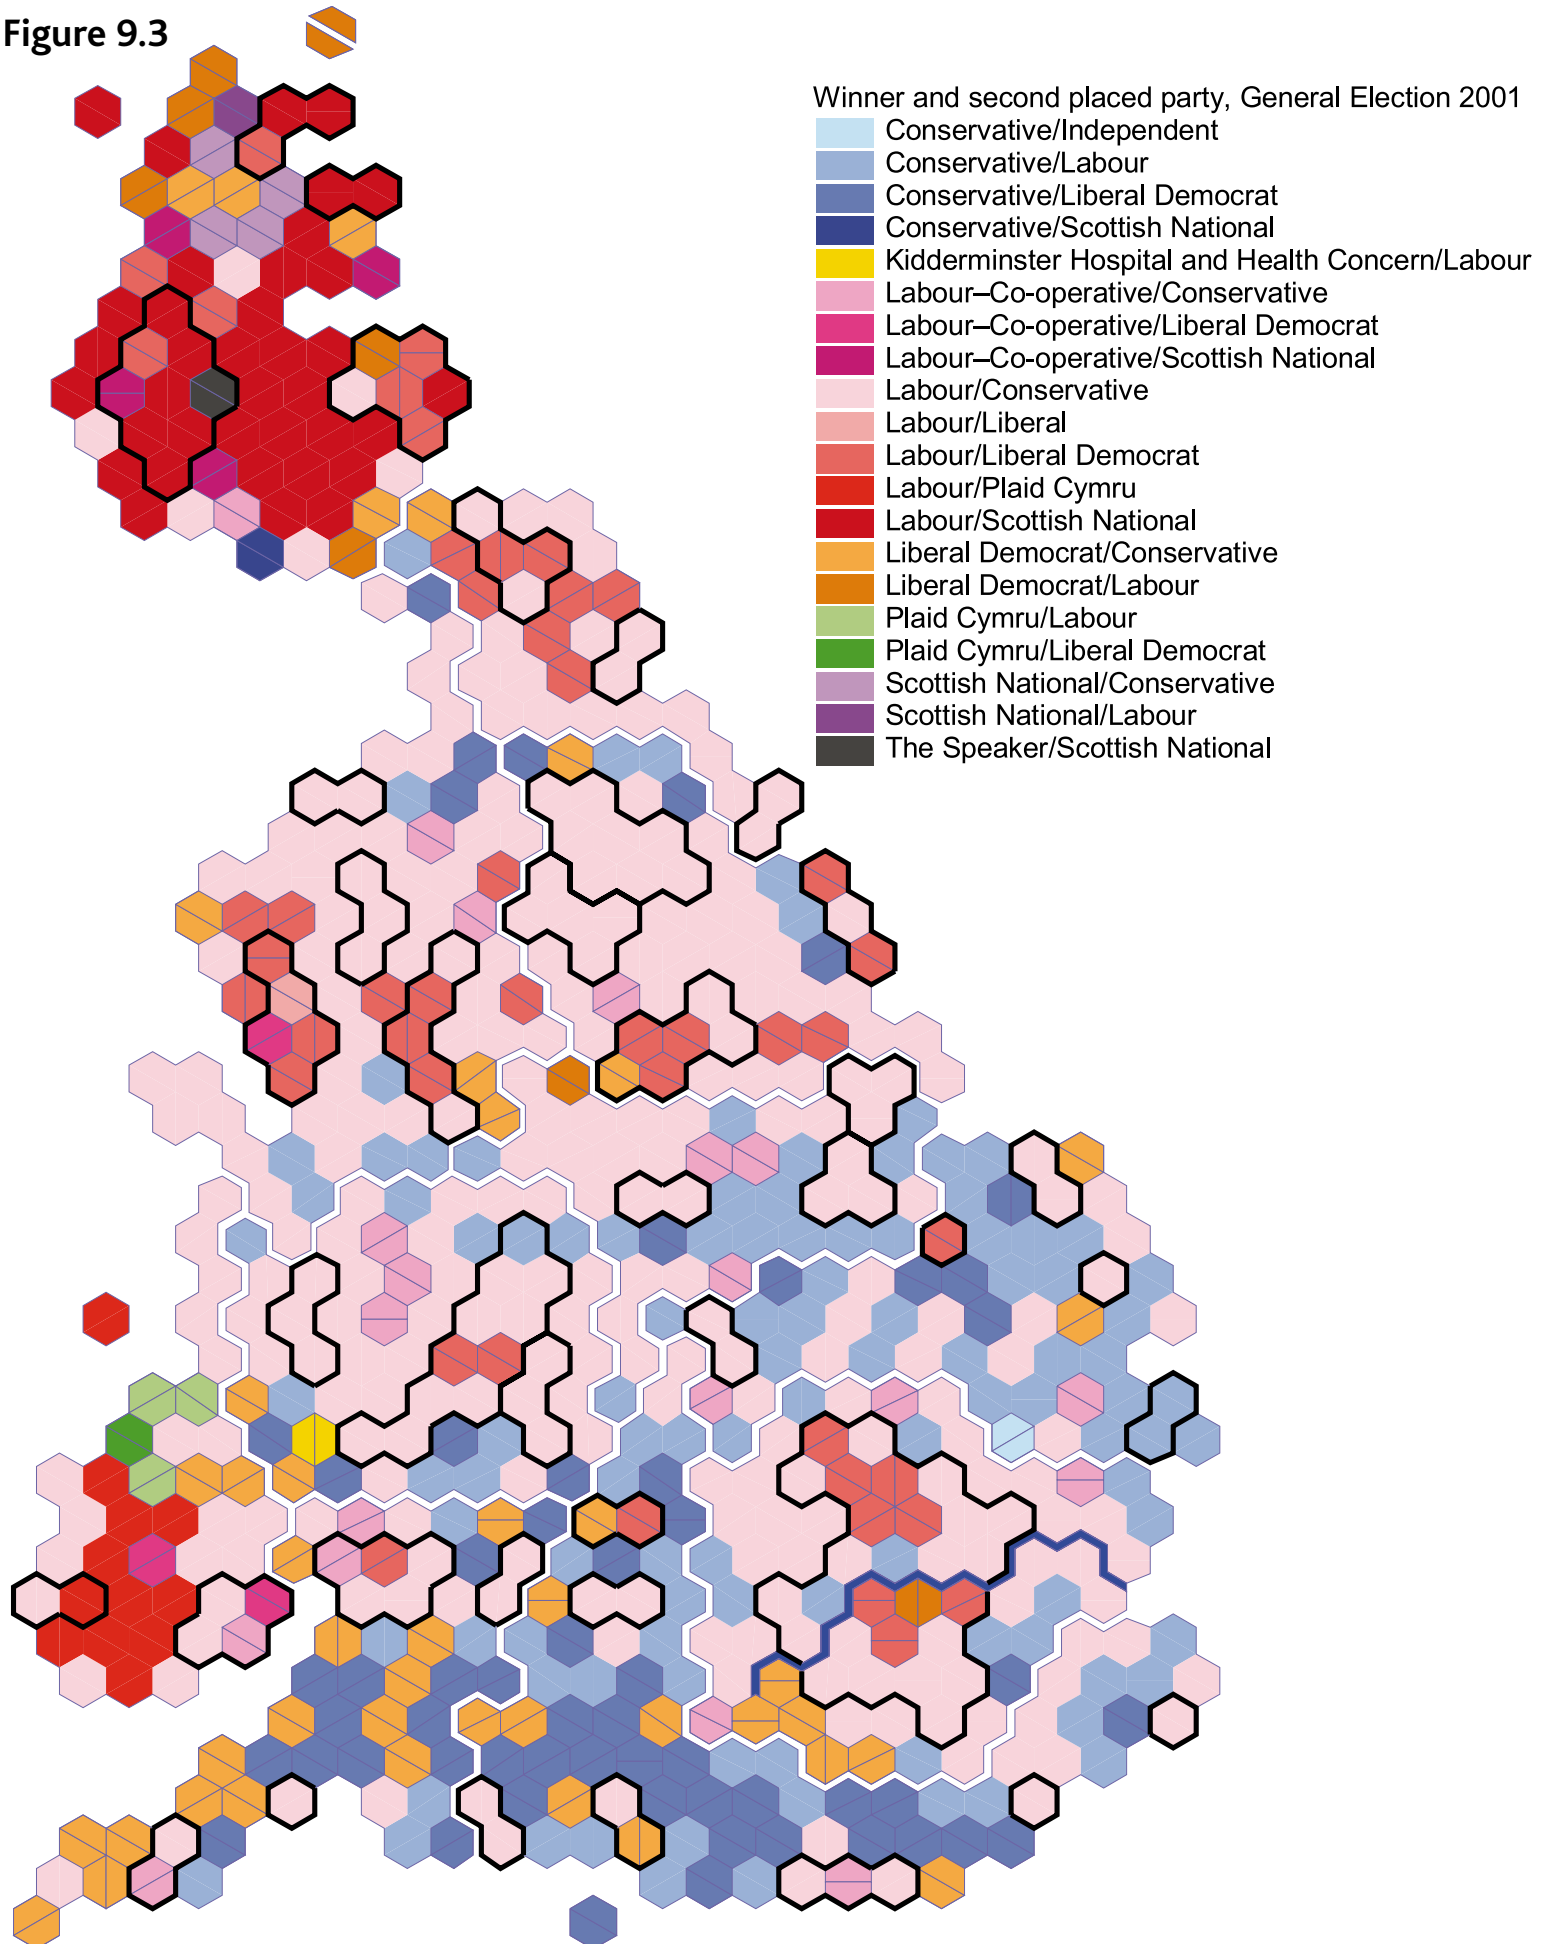 Figure 9.3
Winner and second placed party, General Election 2001
Conservative/Independent
Conservative/Labour
Conservative/Liberal Democrat
Conservative/Scottish National
Kidderminster Hospital and Health Concern/Labour
Labour–Co-operative/Conservative
Labour–Co-operative/Liberal Democrat
Labour–Co-operative/Scottish National
Labour/Conservative
Labour/Liberal
Labour/Liberal Democrat
Labour/Plaid Cymru
Labour/Scottish National
Liberal Democrat/Conservative
Liberal Democrat/Labour
Plaid Cymru/Labour
Plaid Cymru/Liberal Democrat
Scottish National/Conservative
Scottish National/Labour
The Speaker/Scottish National